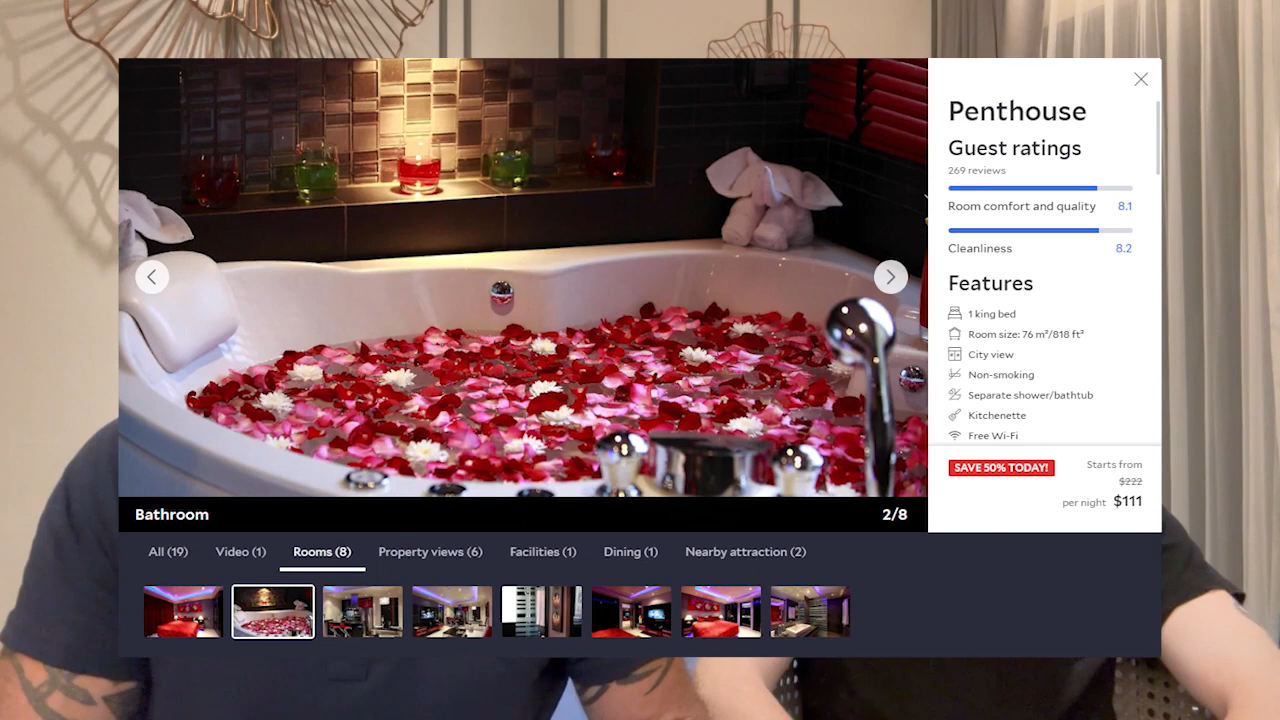 Penthouse
Guest ratings
269 reviews
Room comfort and quality 8.1
Cleanliness 8.2
Features
1 king bed
Room size: 76 m²/818 ft²
City view
Non-smoking
Separate shower/bathtub
Kitchenette
Free Wi-Fi
SAVE 50% TODAY! Starts from
$222
per night $111
Bathroom 2/8
All (19) Video (1) Rooms (8) Property views (6) Facilities (1) Dining (1) Nearby attraction (2)